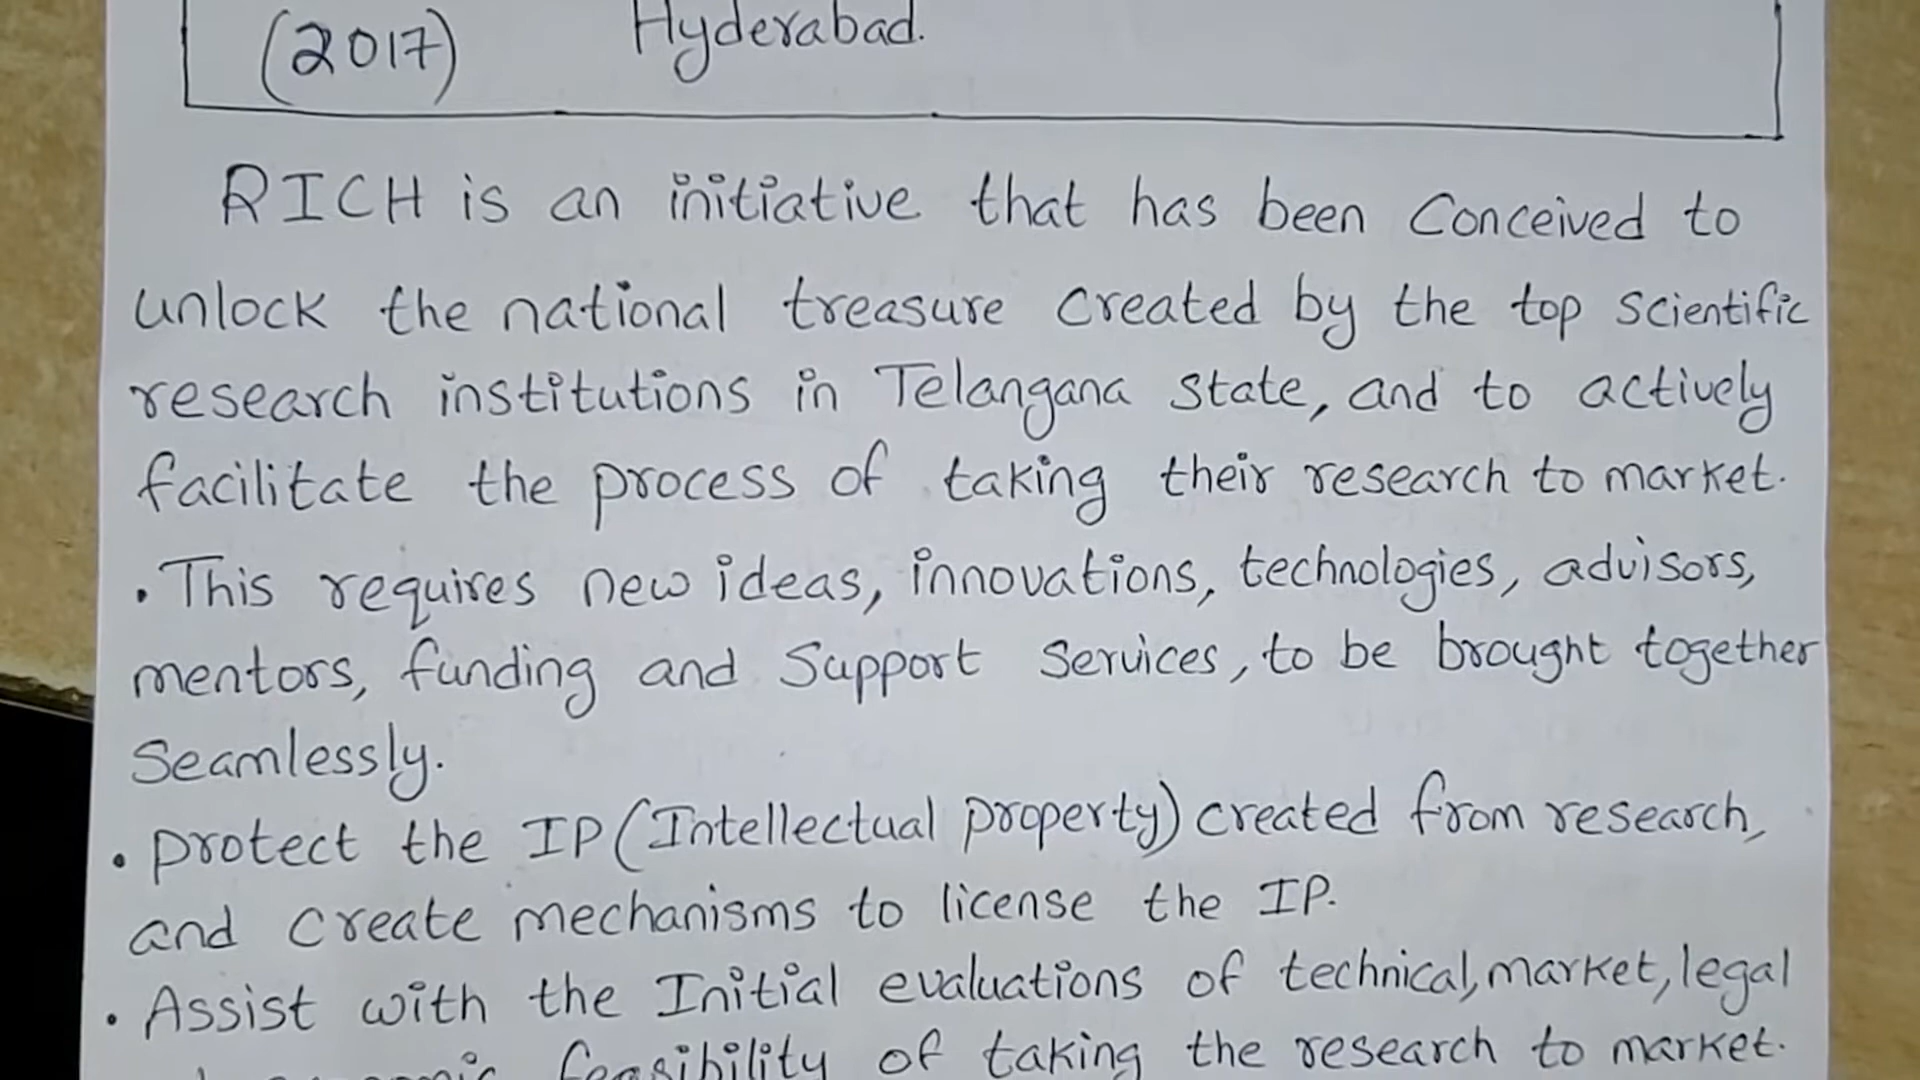 (2017) Hyderabad.
RICH is an initiative that has been Conceived to
unlock the national treasure created by the top scientific
research institutions in Telangana state, and to actively
facilitate the process of taking their research to market.
• This requires new ideas, innovations, technologies, advisors,
mentors, funding and Support Services, to be brought together
Seamlessly.
• protect the IP (Intellectual property) created from research,
and create mechanisms to license the IP.
• Assist with the Initial evaluations of technical, market, legal
feasibility of taking the research to market.